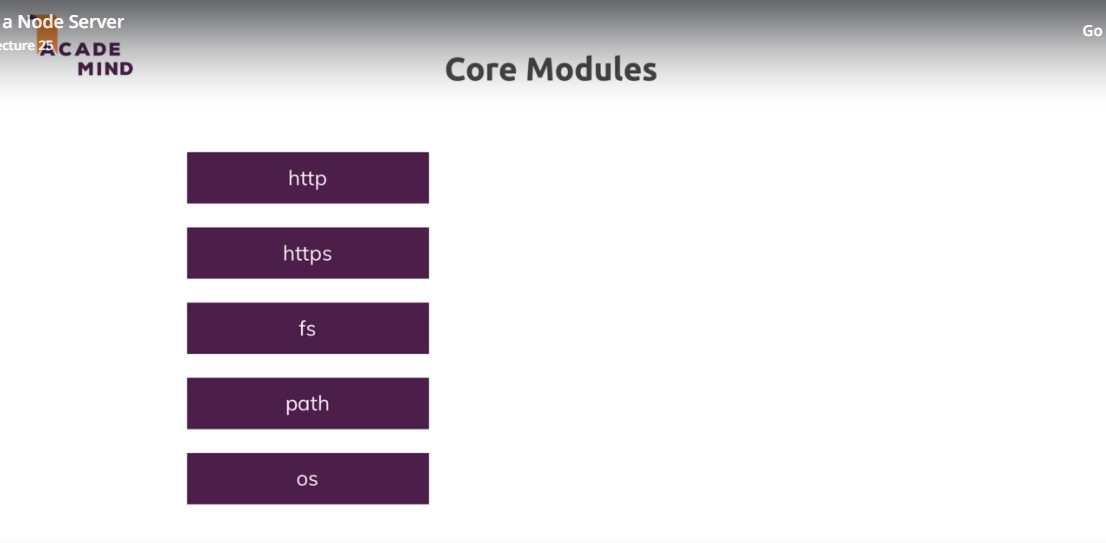 a Node Server
ecture 25
ACADE
MIND
Go
Core Modules
http
https
fs
path
os